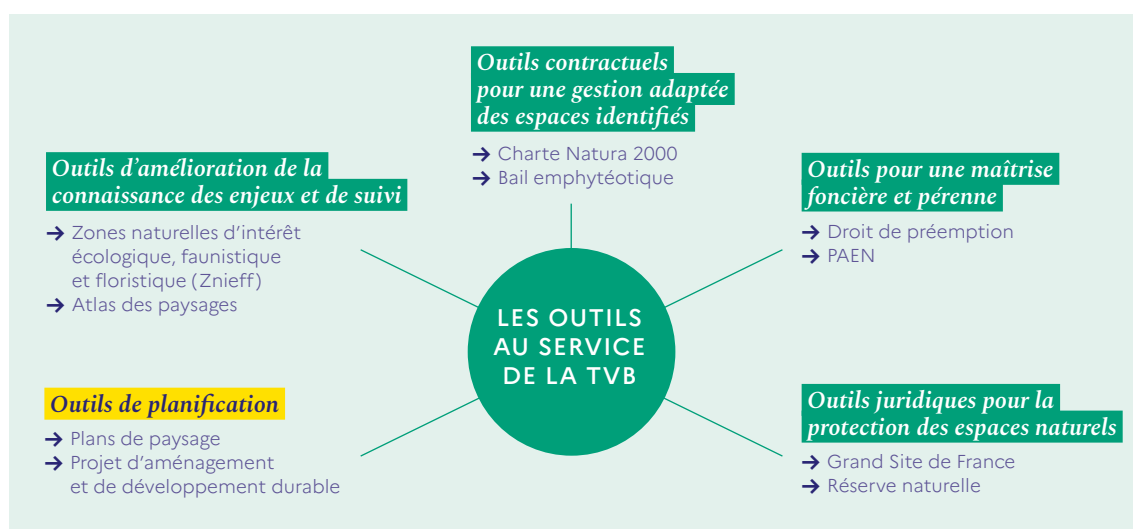 Outils contractuels
pour une gestion adaptée
des espaces identifiés
→ Charte Natura 2000
→ Bail emphytéotique
Outils d'amélioration de la
connaissance des enjeux et de suivi
→ Zones naturelles d'intérêt
écologique, faunistique
et floristique (Znieff)
→ Atlas des paysages
Outils pour une maîtrise
foncière et pérenne
→ Droit de préemption
→ PAEN
LES OUTILS
AU SERVICE
DE LA TVB
Outils de planification
→ Plans de paysage
→ Projet d'aménagement
et de développement durable
Outils juridiques pour la
protection des espaces naturels
→ Grand Site de France
→ Réserve naturelle